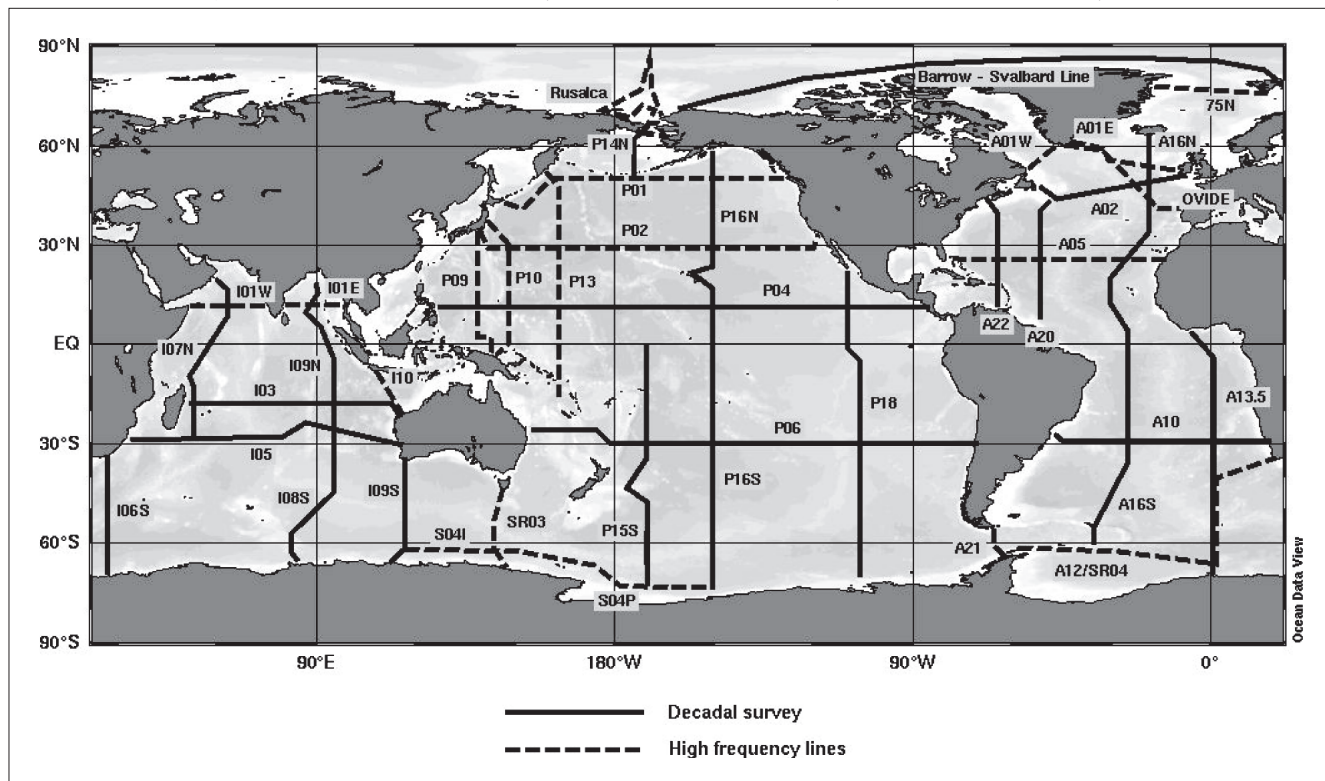 90°N
60°N
30°N
EQ
30°S
60°S
90°S
90°E
180°W
90°W
0°
Rusalca
Barrow - Svalbard Line
75N
P14N
A01W
A01E
A16N
P01
A02
OVIDE
P16N
P02
A05
P09
P10
P13
P04
I01W
I01E
A22
A20
I07N
I09N
I10
I03
P18
A13.5
P06
A10
I05
I06S
I08S
I09S
S04I
SR03
P15S
P16S
A16S
A21
A12/SR04
S04P
Ocean Data View
Decadal survey
High frequency lines